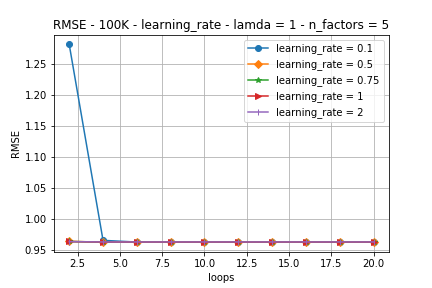 RMSE - 100K - learning_rate - lamda = 1 - n_factors = 5
learning_rate = 0.1
learning_rate = 0.5
learning_rate = 0.75
learning_rate = 1
learning_rate = 2
RMSE
1.25
1.20
1.15
1.10
1.05
1.00
0.95
2.5 5.0 7.5 10.0 12.5 15.0 17.5 20.0
loops